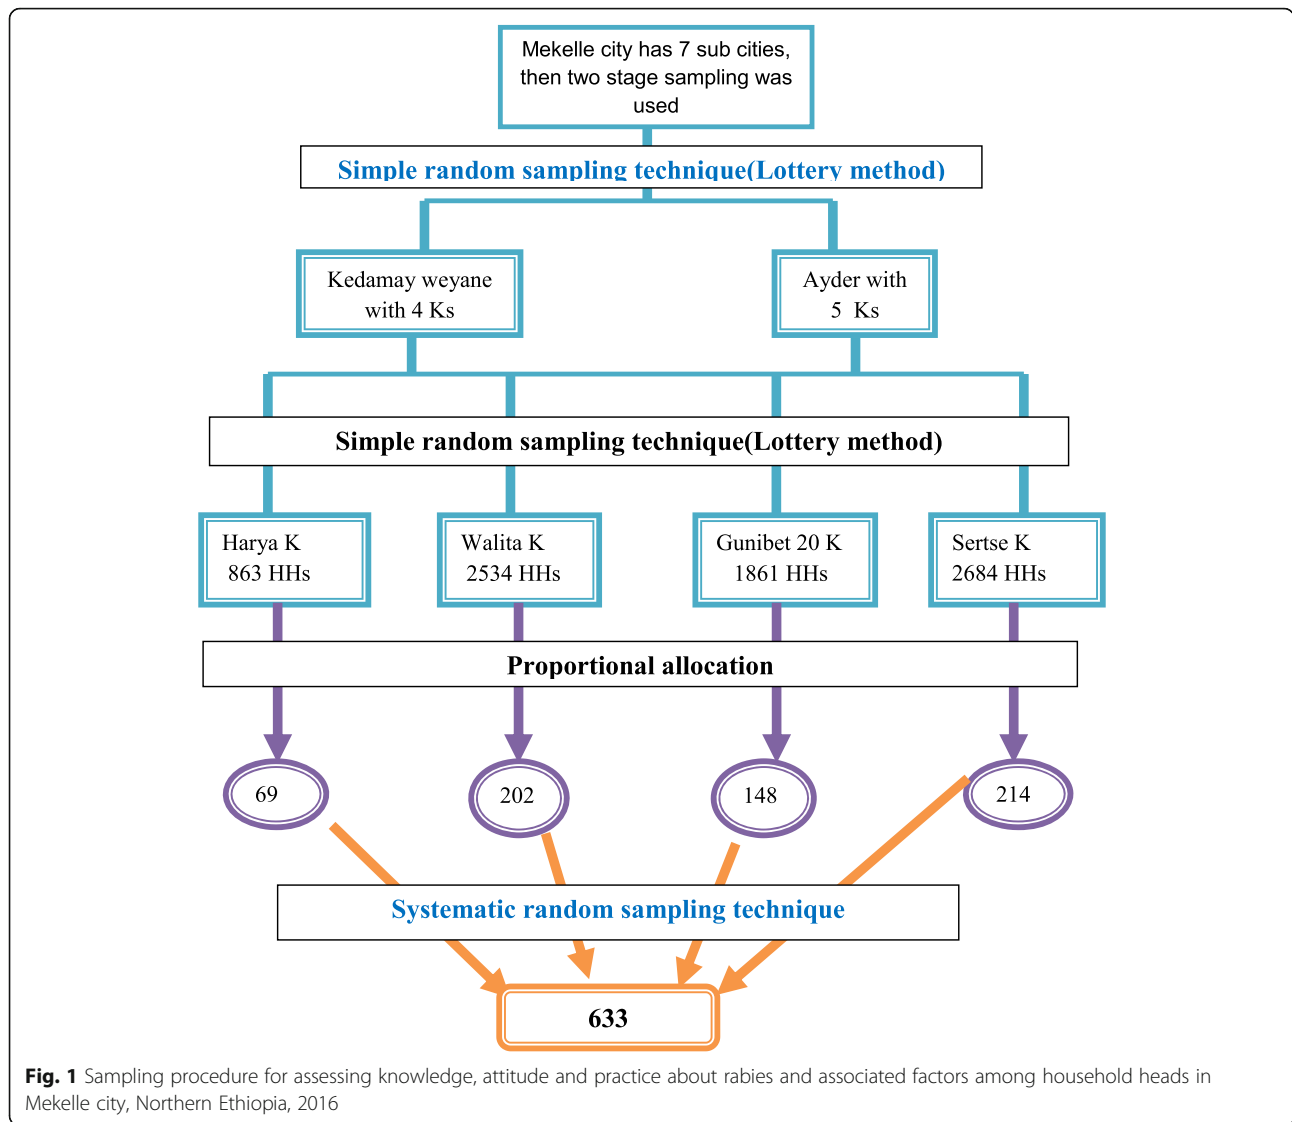 Mekelle city has 7 sub cities,
then two stage sampling was
used
Simple random sampling technique(Lottery method)
Kedamay weyane
with 4 Ks
Ayder with
5 Ks
Simple random sampling technique(Lottery method)
Harya K
863 HHs
Walita K
2534 HHs
Gunibet 20 K
1861 HHs
Sertse K
2684 HHs
Proportional allocation
69
202
148
214
Systematic random sampling technique
633
Fig. 1 Sampling procedure for assessing knowledge, attitude and practice about rabies and associated factors among household heads in
Mekelle city, Northern Ethiopia, 2016